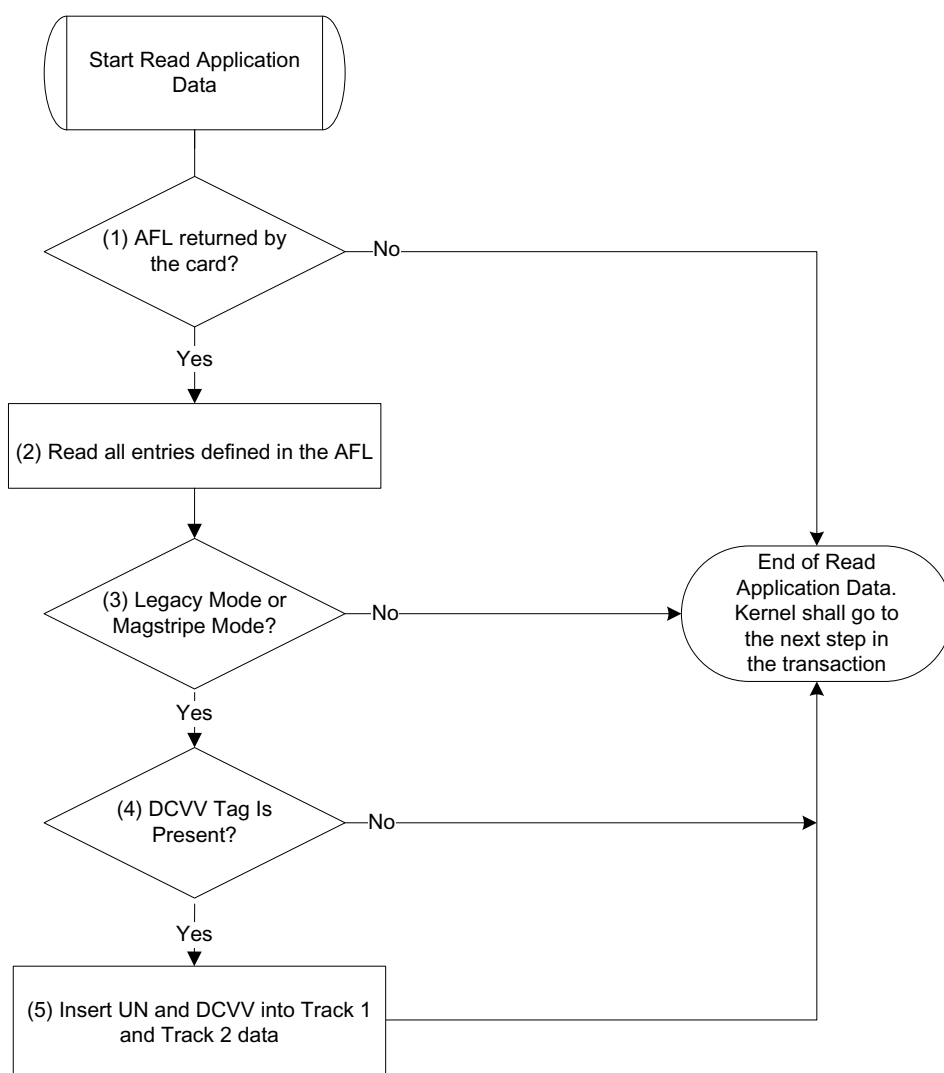 Start Read Application
Data
(1) AFL returned by
the card?
No
Yes
(2) Read all entries defined in the AFL
(3) Legacy Mode or
Magstripe Mode?
No
End of Read
Application Data.
Kernel shall go to
the next step in
the transaction
Yes
(4) DCVV Tag Is
Present?
No
Yes
(5) Insert UN and DCVV into Track 1
and Track 2 data